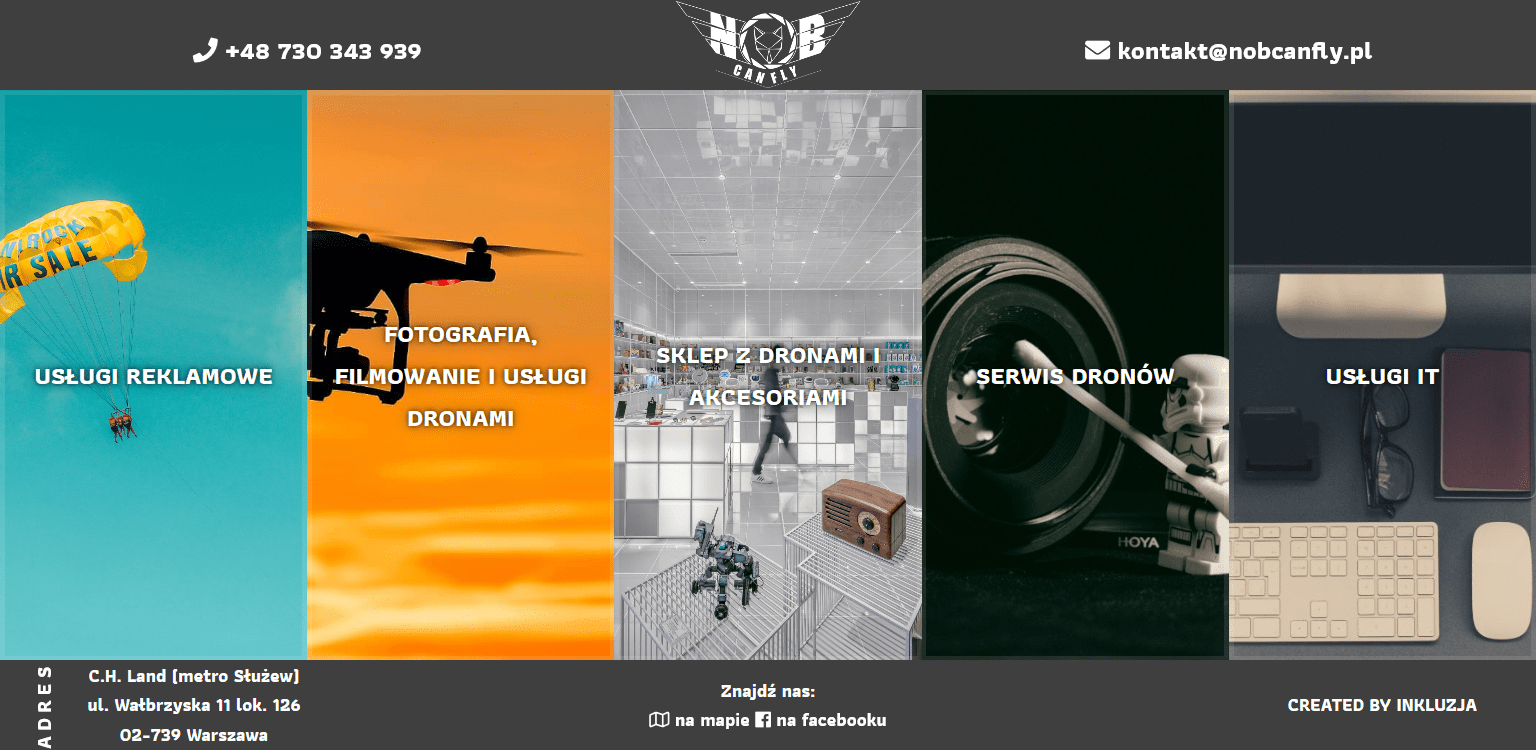 +48 730 343 939
NOB
CAN FLY
kontakt@nobcanfly.pl
R SALE
USŁUGI REKLAMOWE
FOTOGRAFIA,
FILMOWANIE I USŁUGI
DRONAMI
SKLEP Z DRONAMI I
AKCESORIAMI
SERWIS DRONÓW
HOYA
USŁUGI IT
ADRES
C.H. Land (metro Służew)
ul. Wałbrzyska 11 lok. 126
02-739 Warszawa
Znajdź nas:
na mapie na facebooku
CREATED BY INKLUZJA